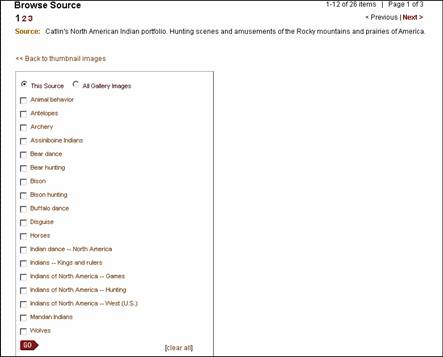 Browse Source
1-12 of 26 items | Page 1 of 3
1 2 3
< Previous | Next >
Source: Catlin's North American Indian portfolio. Hunting scenes and amusements of the Rocky mountains and prairies of America.
<< Back to thumbnail images
This Source All Gallery Images
Animal behavior
Antelopes
Archery
Assiniboine Indians
Bear dance
Bear hunting
Bison
Bison hunting
Buffalo dance
Disguise
Horses
Indian dance -- North America
Indians -- Kings and rulers
Indians of North America -- Games
Indians of North America -- Hunting
Indians of North America -- West (U.S.)
Mandan Indians
Wolves
GO [clear all]